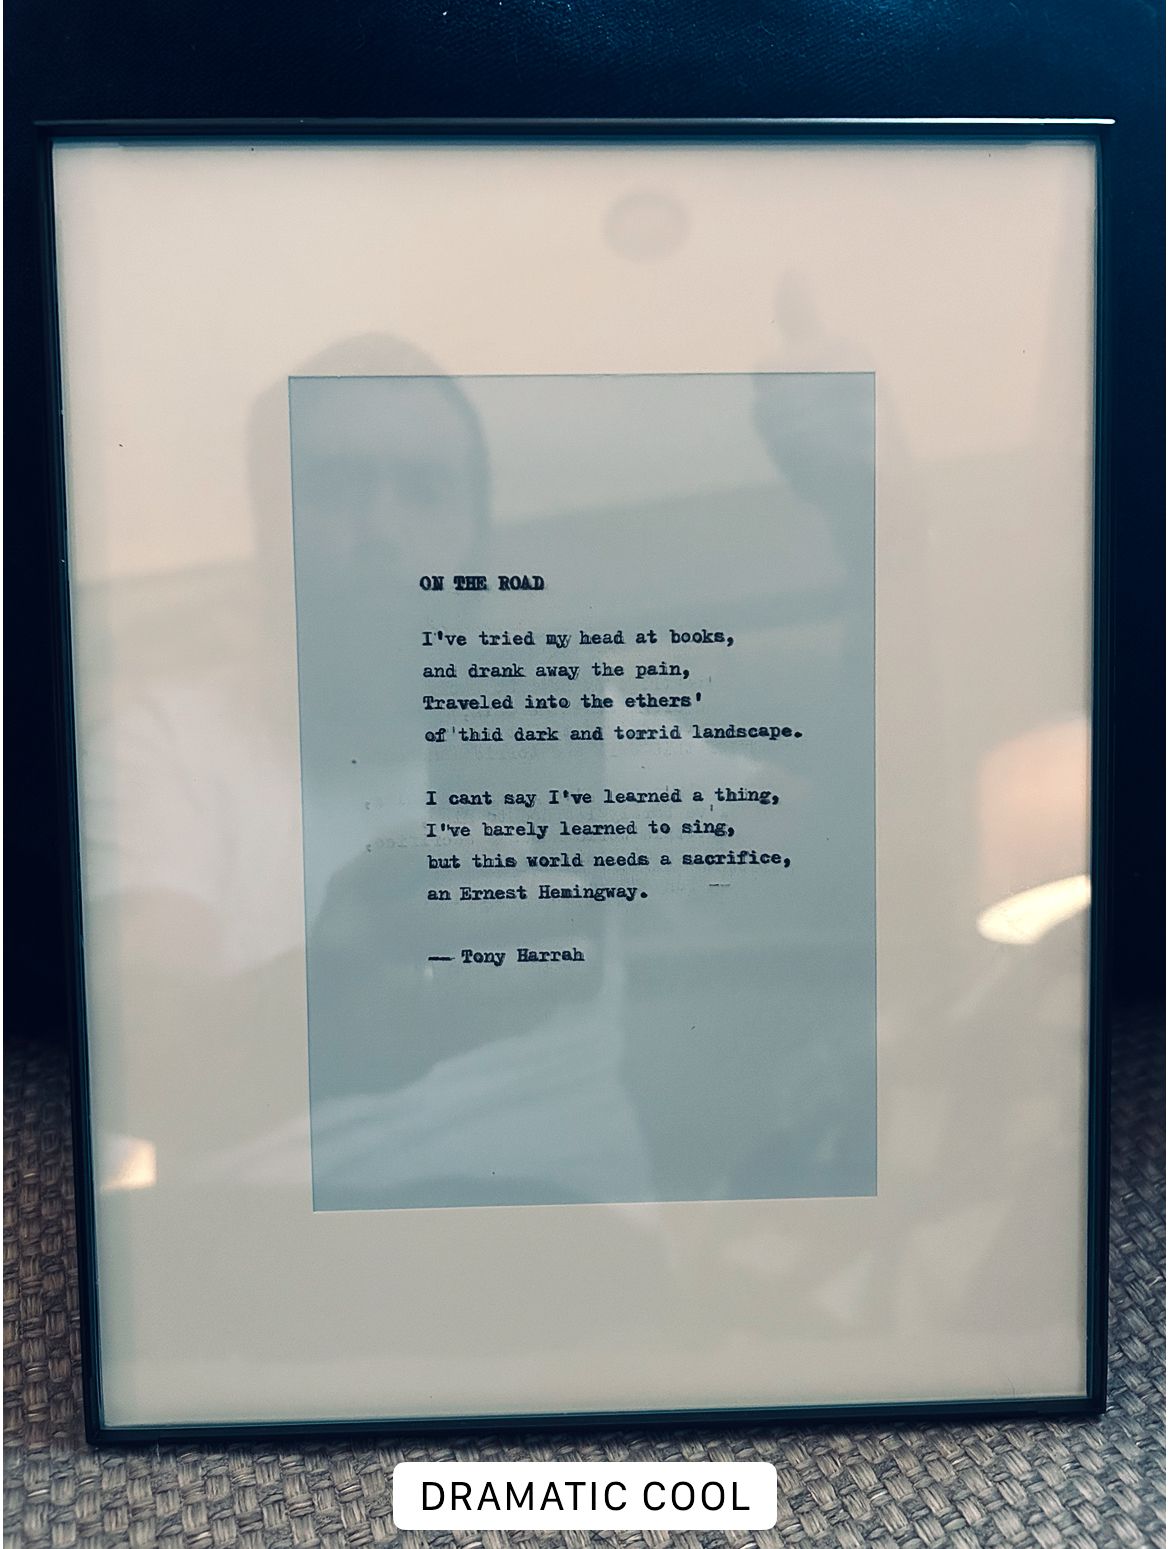 ON THE ROAD
I've tried my head at books,
and drank away the pain,
Traveled into the ethers'
of 'thid dark and torrid landscape.
I cant say I've learned a thing,
I've barely learned to sing,
but this world needs a sacrifice,
an Ernest Hemingway.
— Tony Harrah
DRAMATIC COOL